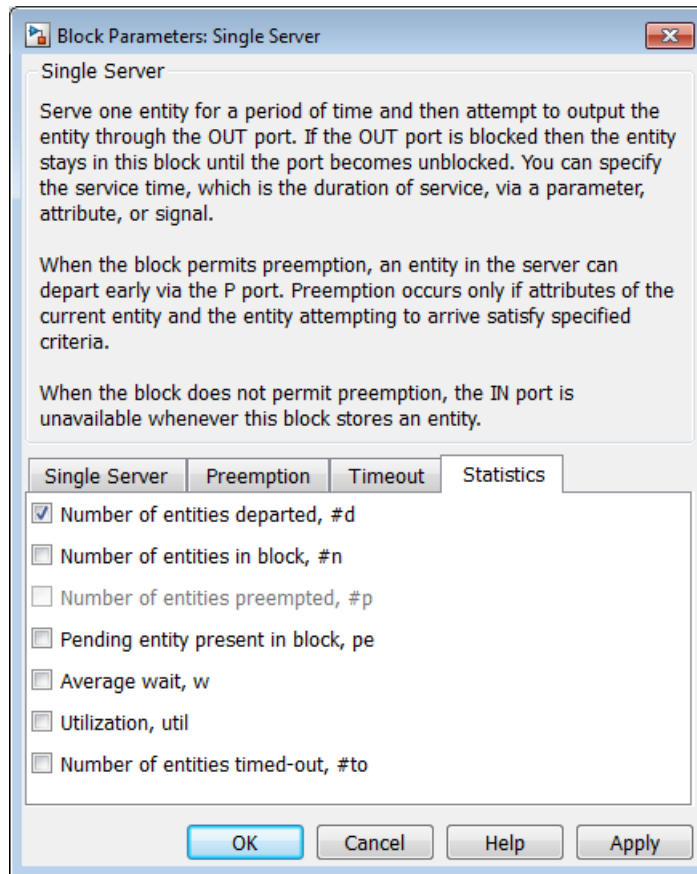 Block Parameters: Single Server
Single Server
Serve one entity for a period of time and then attempt to output the
entity through the OUT port. If the OUT port is blocked then the entity
stays in this block until the port becomes unblocked. You can specify
the service time, which is the duration of service, via a parameter,
attribute, or signal.
When the block permits preemption, an entity in the server can
depart early via the P port. Preemption occurs only if attributes of the
current entity and the entity attempting to arrive satisfy specified
criteria.
When the block does not permit preemption, the IN port is
unavailable whenever this block stores an entity.
Single Server Preemption Timeout Statistics
Number of entities departed, #d
Number of entities in block, #n
Number of entities preempted, #p
Pending entity present in block, pe
Average wait, w
Utilization, util
Number of entities timed-out, #to
OK Cancel Help Apply